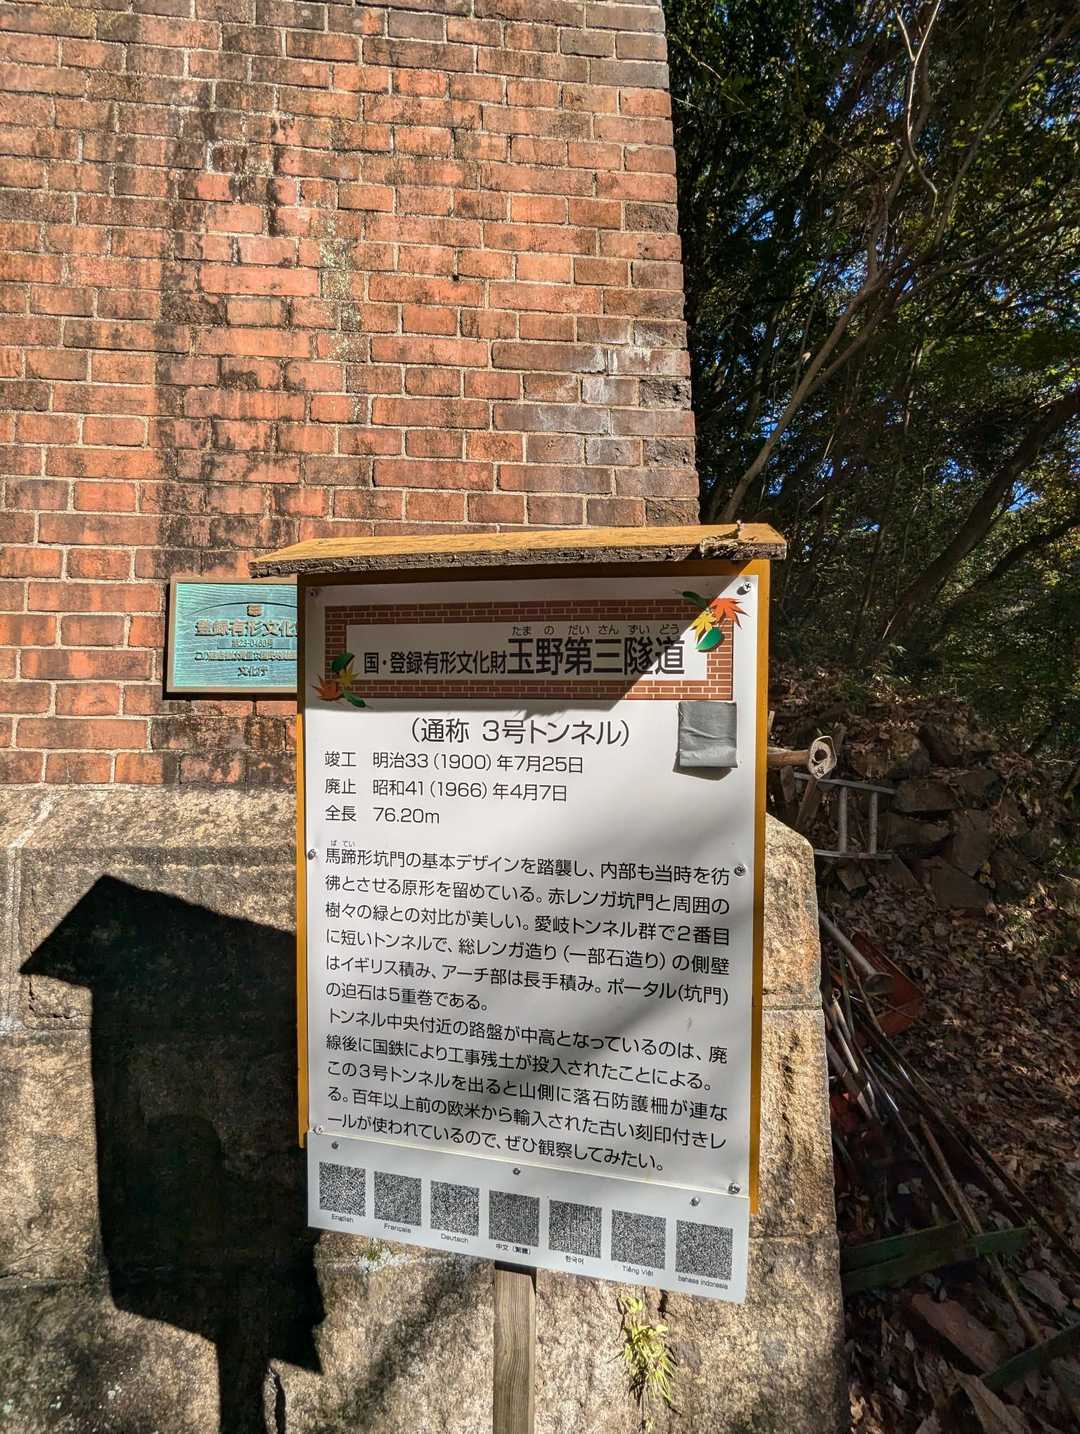 登録有形文化
文化庁
たま の だい さん ずい どう
国・登録有形文化財玉野第三隧道
(通称 3号トンネル)
竣工 明治33(1900)年7月25日
廃止 昭和41(1966)年4月7日
全長 76.20m
ば てい
馬蹄形坑門の基本デザインを踏襲し、内部も当時を彷
彿とさせる原形を留めている。赤レンガ坑門と周囲の
樹々の緑との対比が美しい。愛岐トンネル群で2番目
に短いトンネルで、総レンガ造り(一部石造り)の側壁
はイギリス積み、アーチ部は長手積み。ポータル(坑門)
の迫石は5重巻である。
トンネル中央付近の路盤が中高となっているのは、廃
線後に国鉄により工事残土が投入されたことによる。
この3号トンネルを出ると山側に落石防護柵が連な
る。百年以上前の欧米から輸入された古い刻印付きレ
ールが使われているので、ぜひ観察してみたい。
English
Français
Deutsch
中文(繁體)
한국어
Tiếng Việt
bahasa indonesia